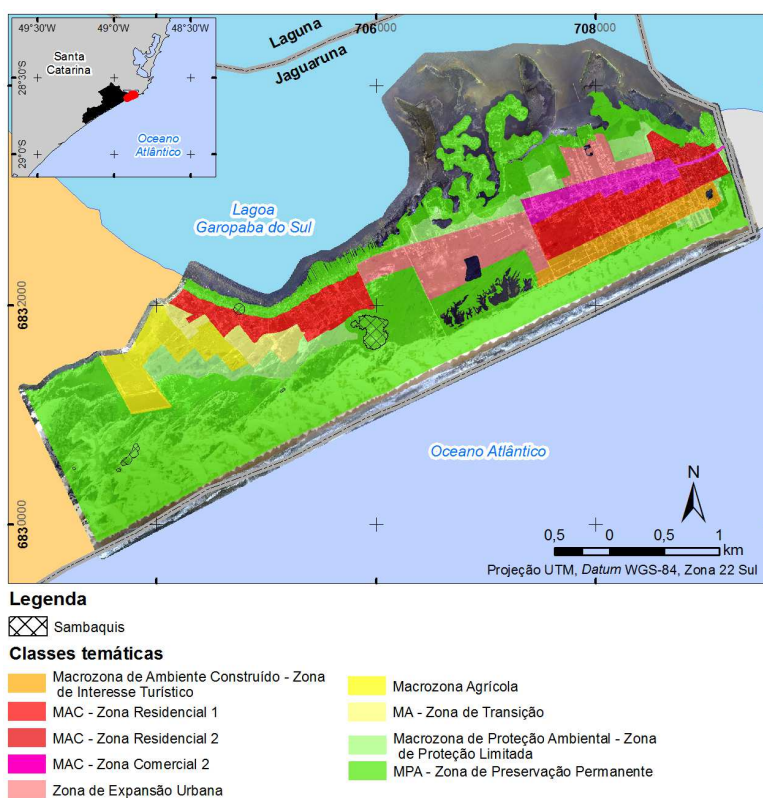 49°30'W 49°0'W 48°30'W
28°30'S
29°0'S
Santa
Catarina
Oceano
Atlântico
706000
708000
Laguna
Jaguaruna
Lagoa
Garopaba do Sul
6832000
6830000
Oceano Atlântico
N
0,5 0 0,5 1
km
Projeção UTM, Datum WGS-84, Zona 22 Sul
Legenda
Sambaquis
Classes temáticas
Macrozona de Ambiente Construído - Zona
de Interesse Turístico
MAC - Zona Residencial 1
MAC - Zona Residencial 2
MAC - Zona Comercial 2
Zona de Expansão Urbana
Macrozona Agrícola
MA - Zona de Transição
Macrozona de Proteção Ambiental - Zona
de Proteção Limitada
MPA - Zona de Preservação Permanente